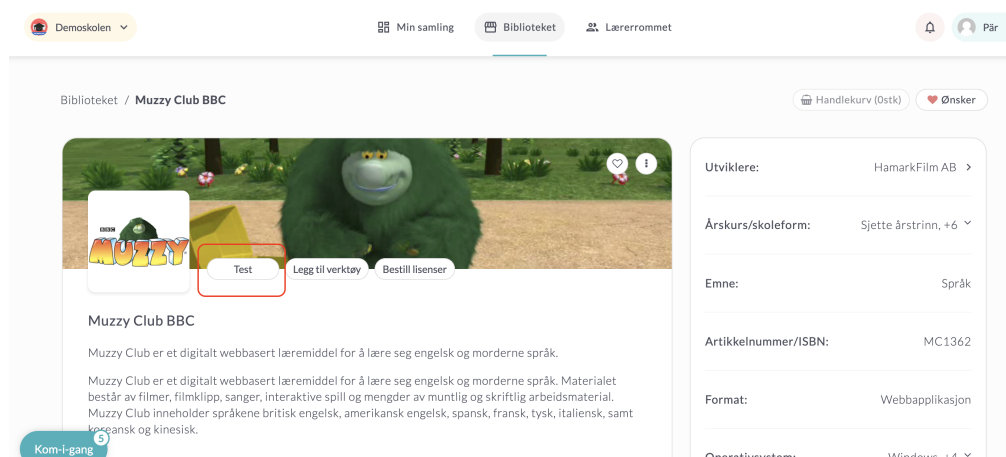 Demoskolen
Min samling
Biblioteket
Lærerrommet
Pär
Biblioteket / Muzzy Club BBC
Handlekurv (0stk)
Ønsker
BBC
MUZZY
Test
Legg til verktøy
Bestill lisenser
Muzzy Club BBC
Muzzy Club er et digitalt webbasert læremiddel for å lære seg engelsk og morderne språk.
Muzzy Club er et digitalt webbasert læremiddel for å lære seg engelsk og morderne språk. Materialet
består av filmer, filmklipp, sanger, interaktive spill og mengder av muntlig og skriftlig arbeidsmaterial.
Muzzy Club inneholder språkene britisk engelsk, amerikansk engelsk, spansk, fransk, tysk, italiensk, samt
koreansk og kinesisk.
5
Kom-i-gang
Utviklere: HamarkFilm AB
Årskurs/skoleform: Sjette årstrinn, +6
Emne: Språk
Artikkelnummer/ISBN: MC1362
Format: Webbapplikasjon
Operativsystem: Windows, +4